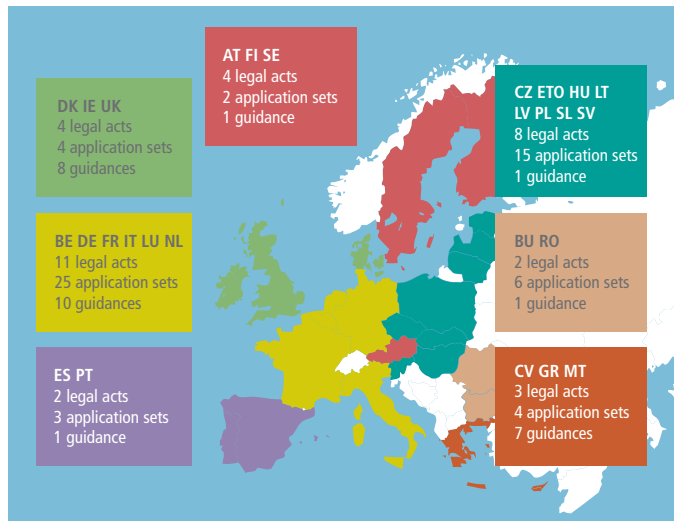 AT FI SE
4 legal acts
2 application sets
1 guidance
DK IE UK
4 legal acts
4 application sets
8 guidances
CZ ETO HU LT
LV PL SL SV
8 legal acts
15 application sets
1 guidance
BE DE FR IT LU NL
11 legal acts
25 application sets
10 guidances
BU RO
2 legal acts
6 application sets
1 guidance
ES PT
2 legal acts
3 application sets
1 guidance
CV GR MT
3 legal acts
4 application sets
7 guidances